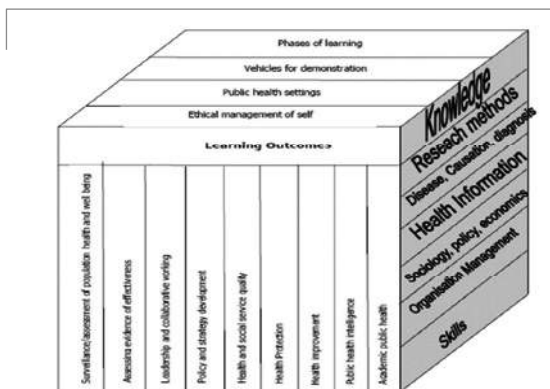 Phases of learning
Vehicles for demonstration
Public health settings
Ethical management of self
Learning Outcomes
Surveillance/assessment of population health and well being
Assessing evidence of effectiveness
Leadership and collaborative working
Policy and strategy development
Health and social service quality
Health Protection
Health improvement
Public health intelligence
Academic public health
Knowledge
Reseach methods
Disease, Causation, diagnosis
Health Information
Sociology, policy, economics
Organisation Management
Skills